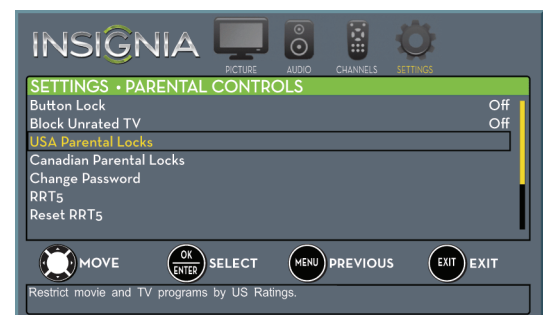 INSIGNIA
PICTURE AUDIO CHANNELS SETTINGS
SETTINGS • PARENTAL CONTROLS
Button Lock Off
Block Unrated TV Off
USA Parental Locks
Canadian Parental Locks
Change Password
RRT5
Reset RRT5
MOVE OK ENTER SELECT MENU PREVIOUS EXIT EXIT
Restrict movie and TV programs by US Ratings.